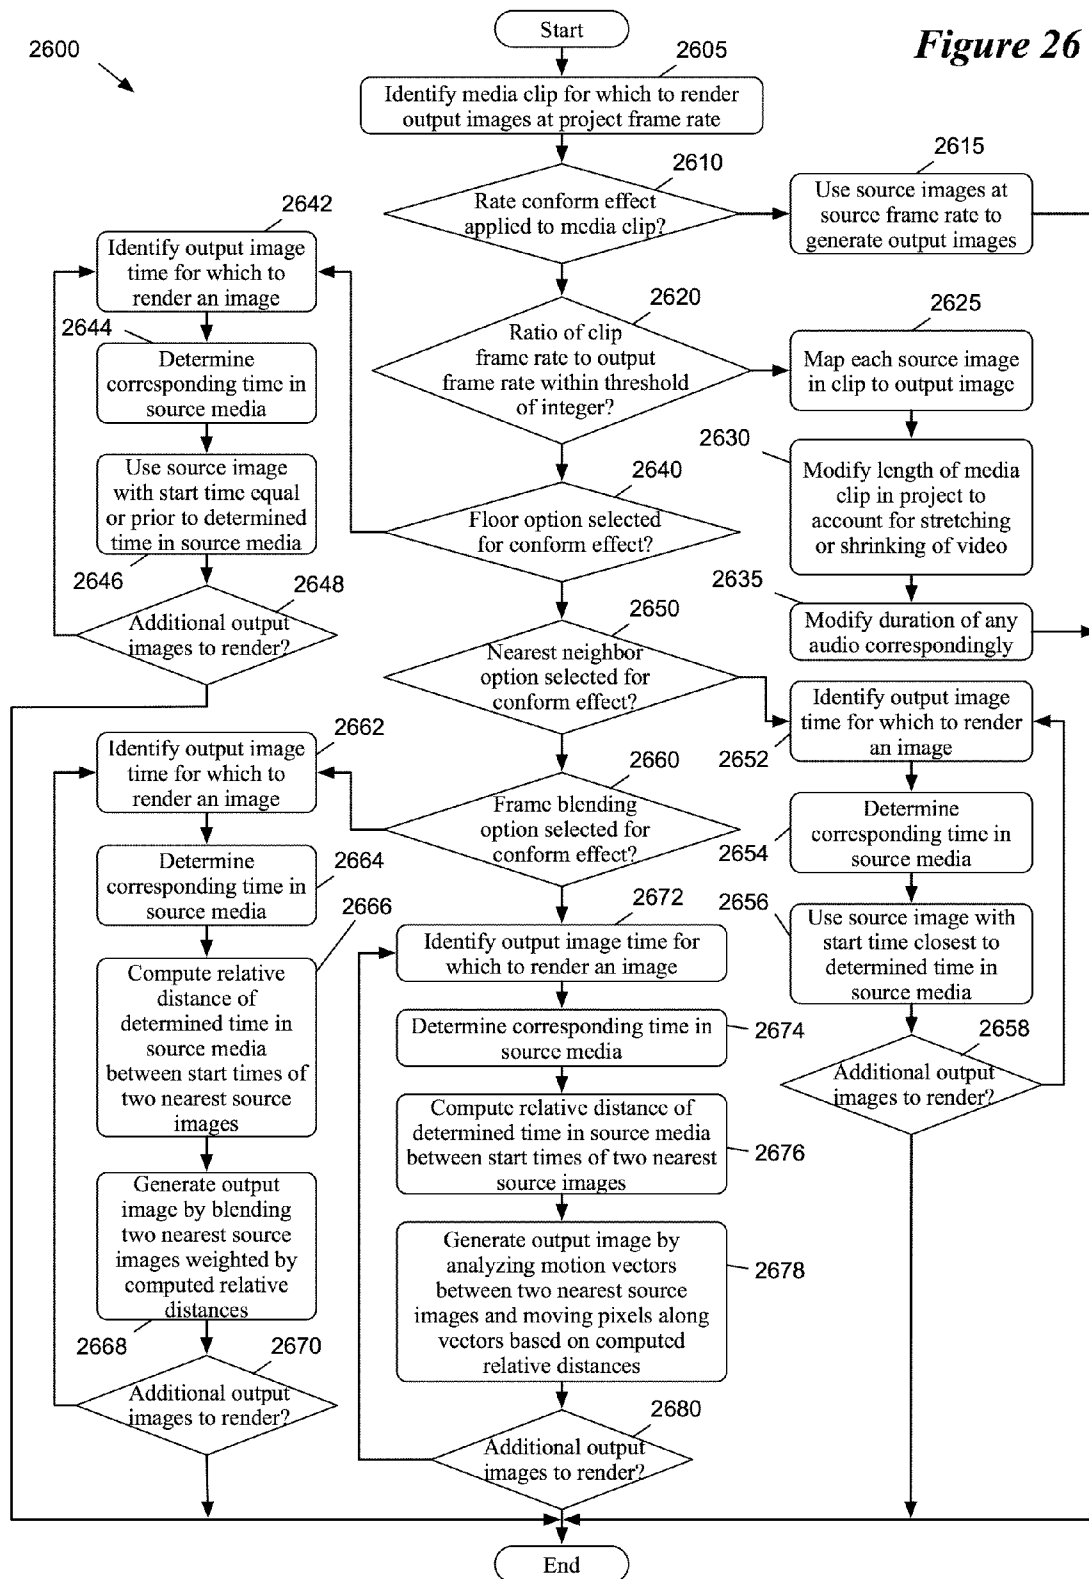 Figure 26
2600
Start
2605
Identify media clip for which to render
output images at project frame rate
2610
Rate conform effect
applied to media clip?
2615
Use source images at
source frame rate to
generate output images
2620
Ratio of clip
frame rate to output
frame rate within threshold
of integer?
2625
Map each source image
in clip to output image
2630
Modify length of media
clip in project to
account for stretching
or shrinking of video
2635
Modify duration of any
audio correspondingly
2640
Floor option selected
for conform effect?
2642
Identify output image
time for which to
render an image
2644
Determine
corresponding time in
source media
Use source image
with start time equal
or prior to determined
time in source media
2646
2648
Additional output
images to render?
2650
Nearest neighbor
option selected for
conform effect?
Identify output image
time for which to render
an image
2652
Determine
corresponding time in
source media
2654
2656
Use source image with
start time closest to
determined time in
source media
2658
Additional output
images to render?
2660
Frame blending
option selected for
conform effect?
2662
Identify output image
time for which to
render an image
Determine
corresponding time in
source media
2664
2666
Compute relative
distance of
determined time in
source media
between start times of
two nearest source
images
Generate output
image by blending
two nearest source
images weighted by
computed relative
distances
2668
2670
Additional output
images to render?
2672
Identify output image time for
which to render an image
Determine corresponding time in
source media
2674
Compute relative distance of
determined time in source media
between start times of two nearest
source images
2676
Generate output image by
analyzing motion vectors
between two nearest source
images and moving pixels along
vectors based on computed
relative distances
2678
2680
Additional output
images to render?
End